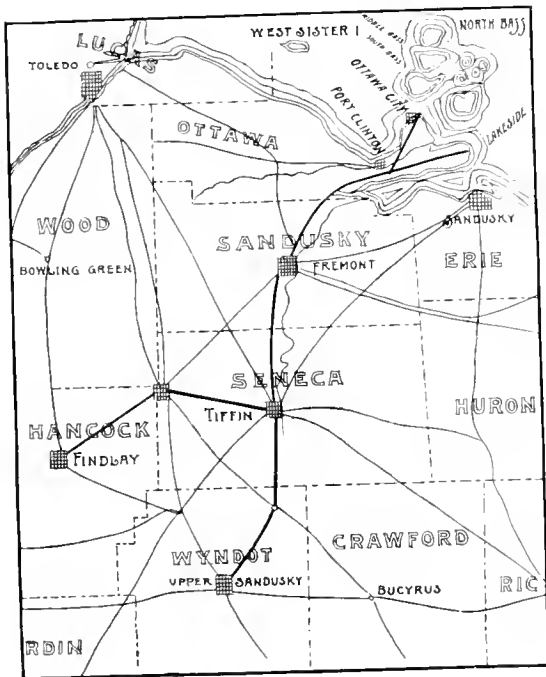 LUCAS
WEST SISTER I
MIDDLE BASS
NORTH BASS
SOUTH BASS
TOLEDO
OTTAWA CITY
PORT CLINTON
LAKESIDE
OTTAWA
WOOD
SANDUSKY
SANDUSKY
BOWLING GREEN
FREMONT
ERIE
SENECA
TIFFIN
HURON
HANCOCK
FINDLAY
CRAWFORD
WYNDOT
UPPER SANDUSKY
BUCYRUS
RIC
RDIN